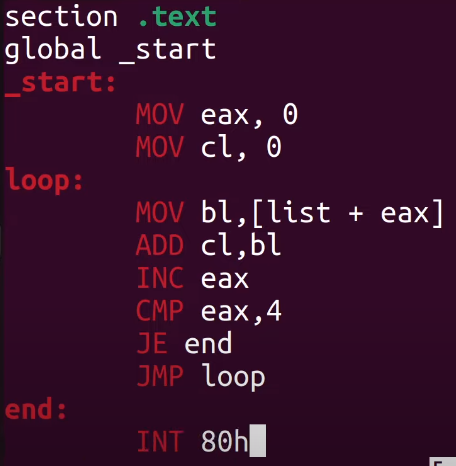 section .text
global _start
_start:
MOV eax, 0
MOV cl, 0
loop:
MOV bl,[list + eax]
ADD cl,bl
INC eax
CMP eax,4
JE end
JMP loop
end:
INT 80h